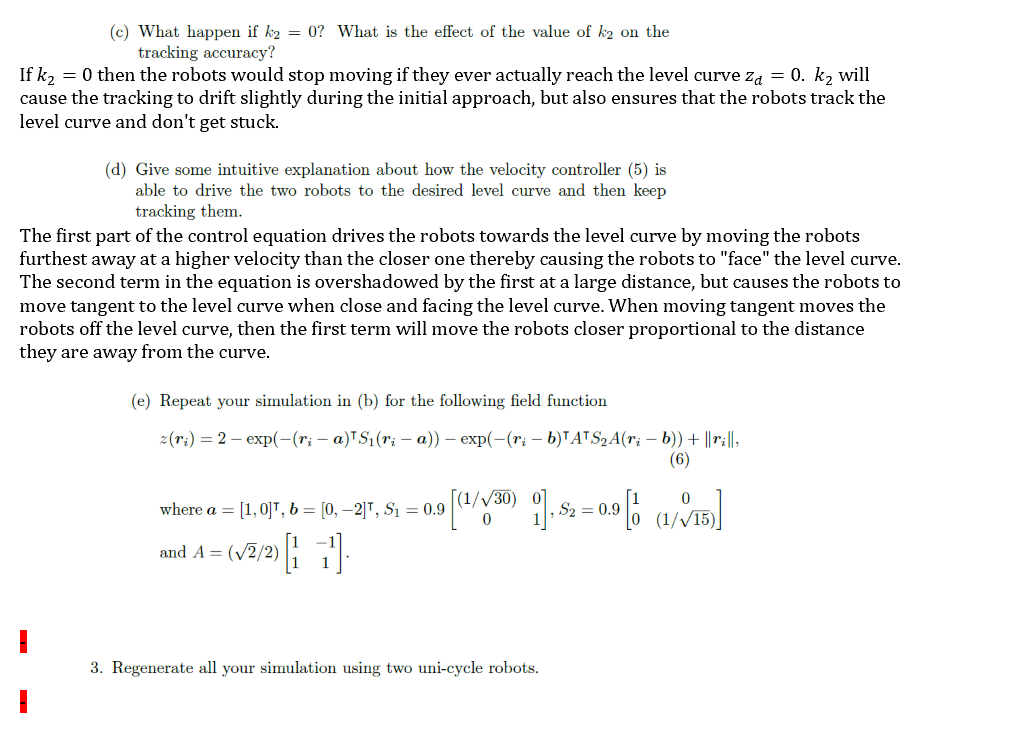 (c) What happen if k₂ = 0? What is the effect of the value of k₂ on the
tracking accuracy?
If k₂ = 0 then the robots would stop moving if they ever actually reach the level curve z_d = 0. k₂ will
cause the tracking to drift slightly during the initial approach, but also ensures that the robots track the
level curve and don't get stuck.
(d) Give some intuitive explanation about how the velocity controller (5) is
able to drive the two robots to the desired level curve and then keep
tracking them.
The first part of the control equation drives the robots towards the level curve by moving the robots
furthest away at a higher velocity than the closer one thereby causing the robots to "face" the level curve.
The second term in the equation is overshadowed by the first at a large distance, but causes the robots to
move tangent to the level curve when close and facing the level curve. When moving tangent moves the
robots off the level curve, then the first term will move the robots closer proportional to the distance
they are away from the curve.
(e) Repeat your simulation in (b) for the following field function
z(rᵢ) = 2 − exp(−(rᵢ − a)ᵀS₁(rᵢ − a)) − exp(−(rᵢ − b)ᵀAᵀS₂A(rᵢ − b)) + ‖rᵢ‖,
(6)
where a = [1, 0]ᵀ, b = [0, −2]ᵀ, S₁ = 0.9 [(1/√30) 0; 0 1], S₂ = 0.9 [1 0; 0 (1/√15)]
and A = (√2/2) [1 −1; 1 1].
-
3. Regenerate all your simulation using two uni-cycle robots.
-